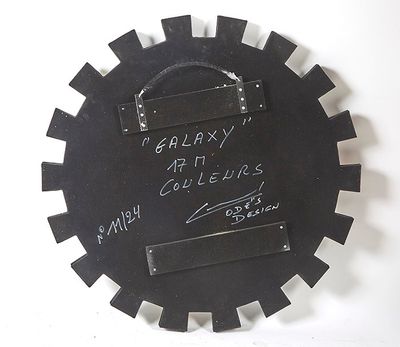 "GALAXY"
17 M.
COULEURS
ODE"S
DESIGN
N° 11/24